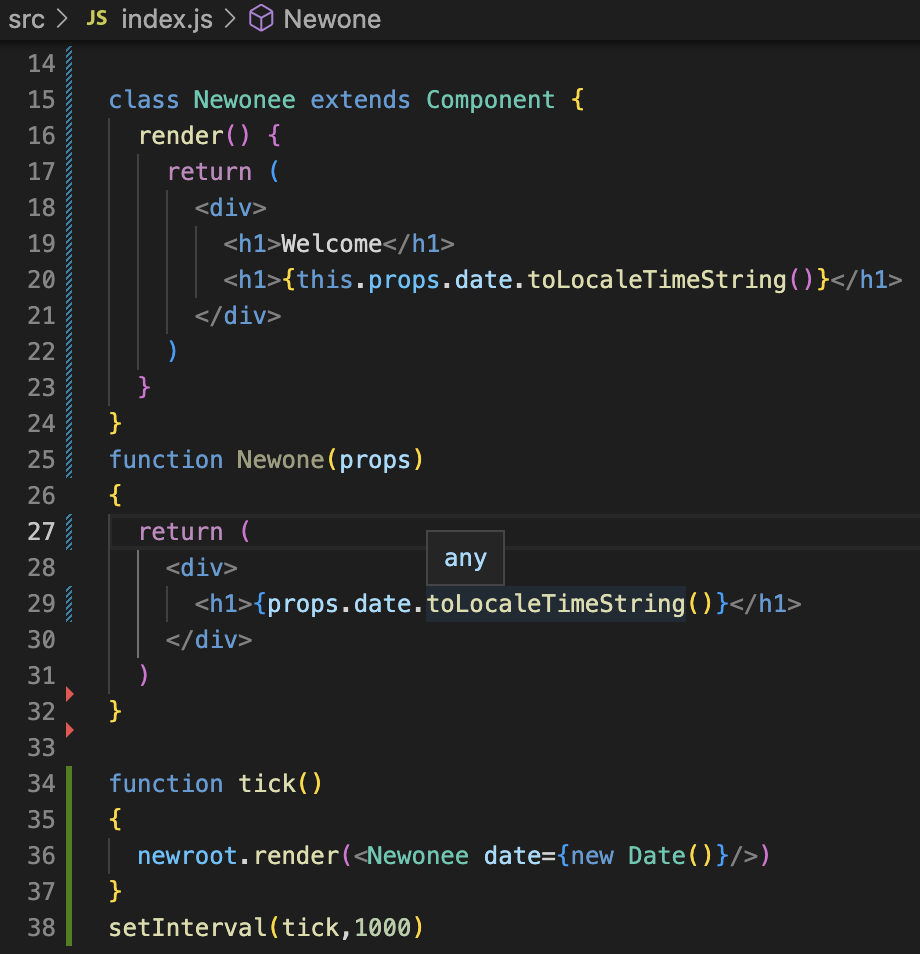 src > JS index.js > Newone
14
15 class Newonee extends Component {
16 render() {
17 return (
18 <div>
19 <h1>Welcome</h1>
20 <h1>{this.props.date.toLocaleTimeString()}</h1>
21 </div>
22 )
23 }
24 }
25 function Newone(props)
26 {
27 return (
28 <div>
any
29 <h1>{props.date.toLocaleTimeString()}</h1>
30 </div>
31 )
32 }
33
34 function tick()
35 {
36 newroot.render(<Newonee date={new Date()}/>)
37 }
38 setInterval(tick,1000)